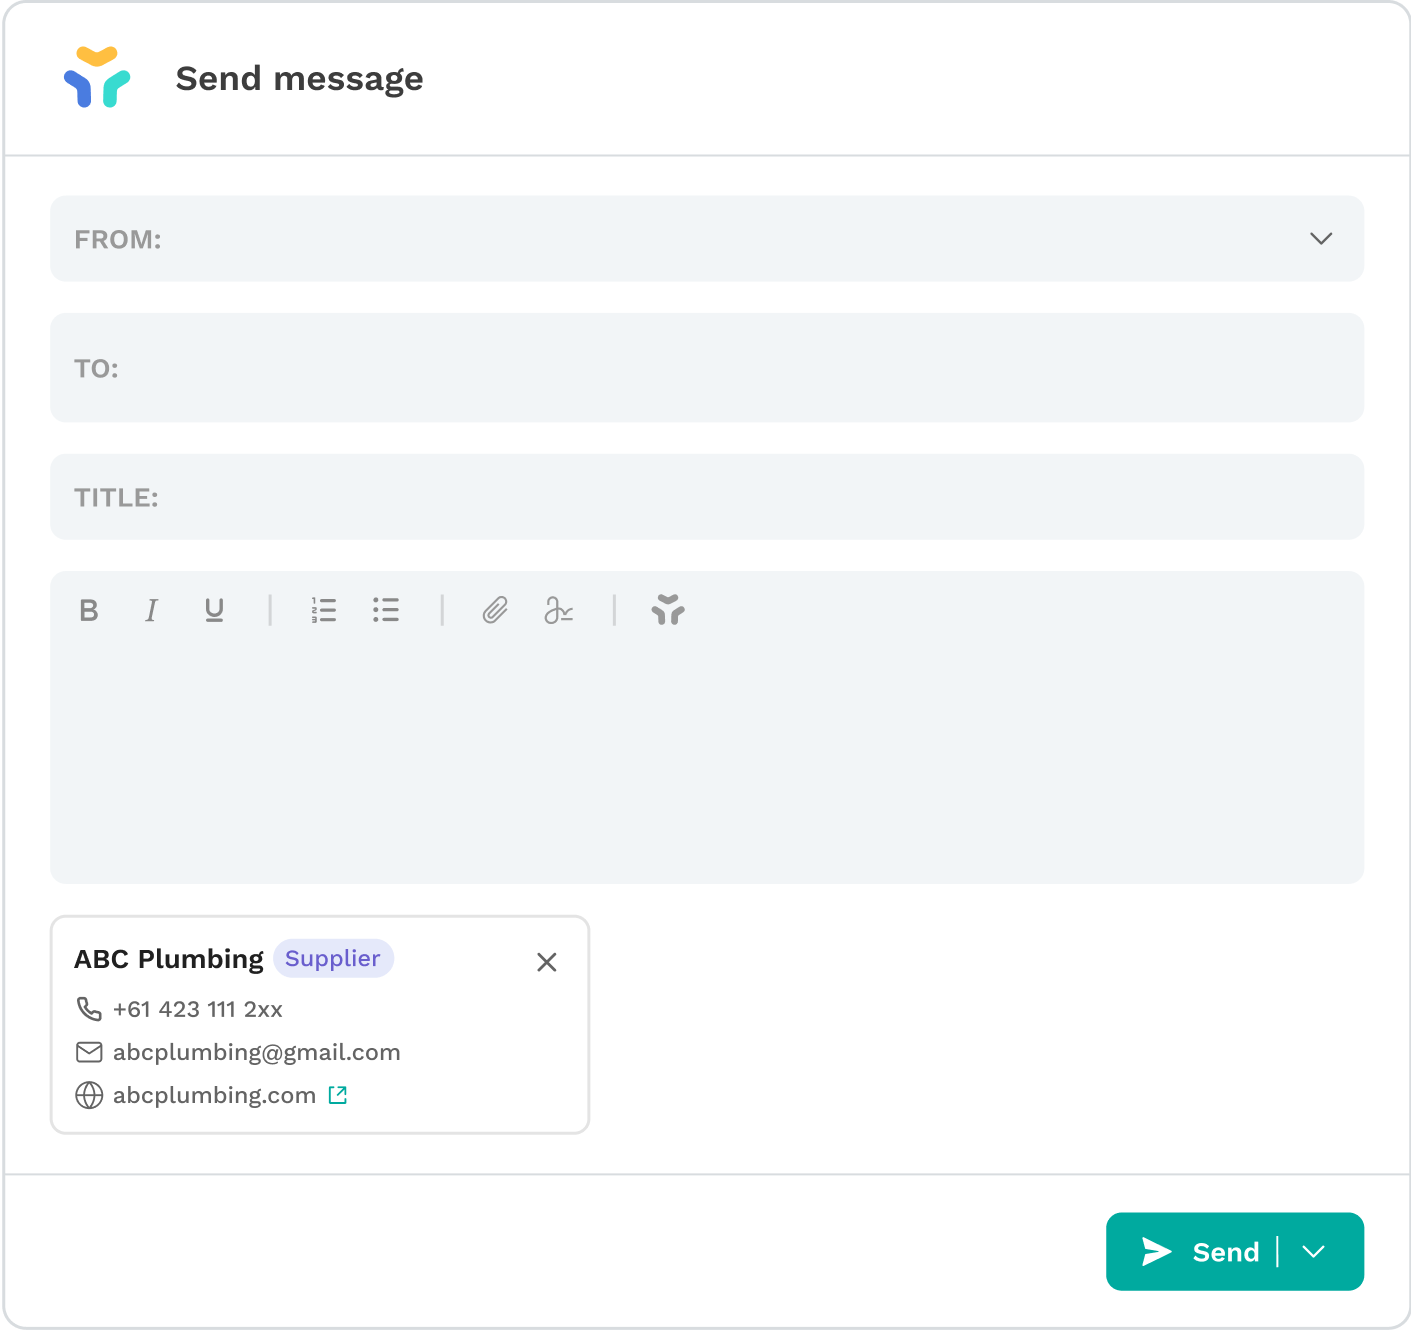 Send message
FROM:
TO:
TITLE:
B I U
ABC Plumbing Supplier
+61 423 111 2xx
abcplumbing@gmail.com
abcplumbing.com
Send